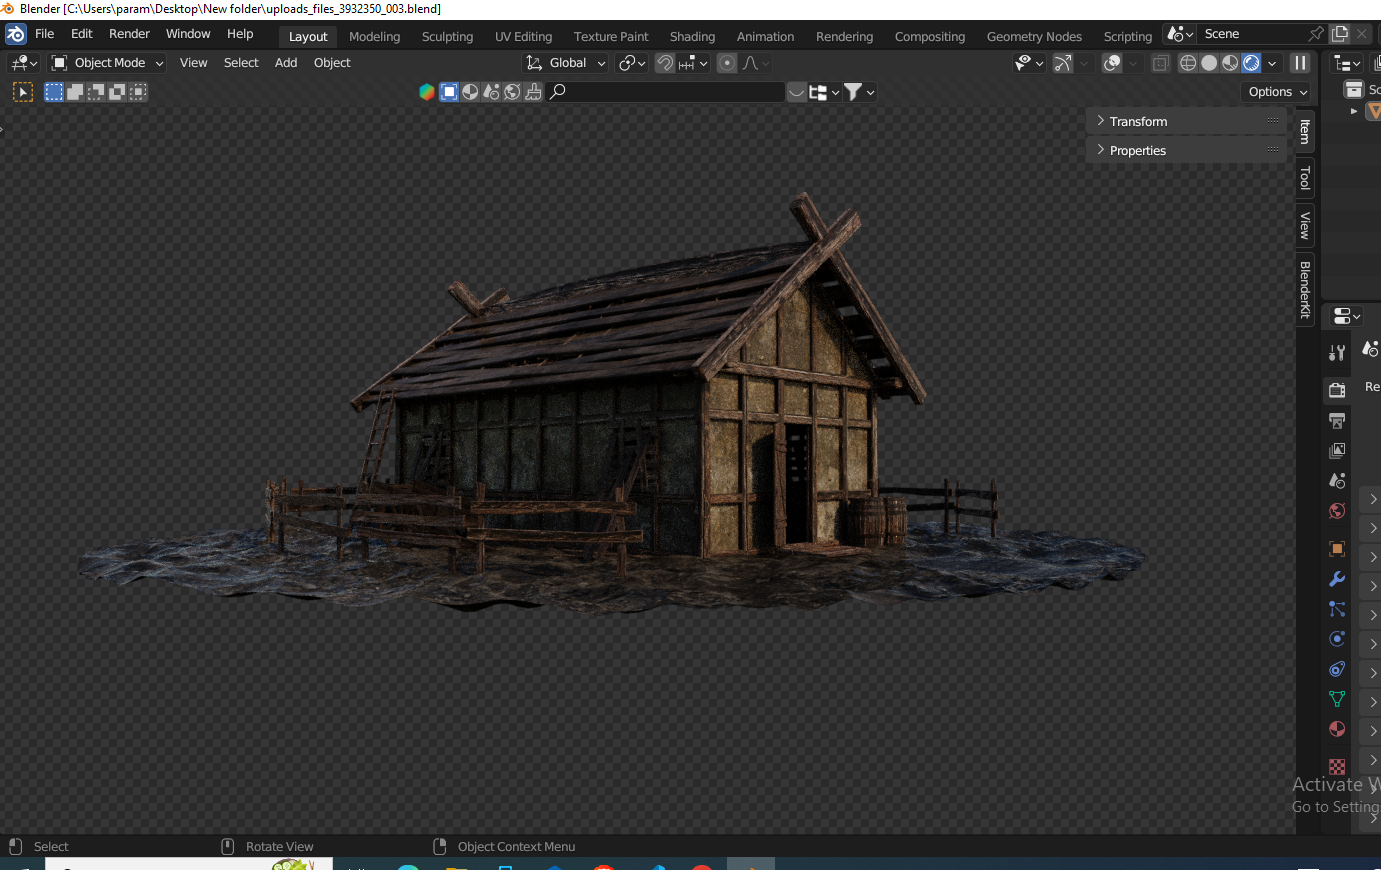 Blender [C:\Users\param\Desktop\New folder\uploads_files_3932350_003.blend]
File Edit Render Window Help Layout Modeling Sculpting UV Editing Texture Paint Shading Animation Rendering Compositing Geometry Nodes Scripting Scene
Object Mode View Select Add Object Global
Options
Sc
Transform
Item
Properties
Tool
View
BlenderKit
Re
Activate W
Go to Setting
Select Rotate View Object Context Menu